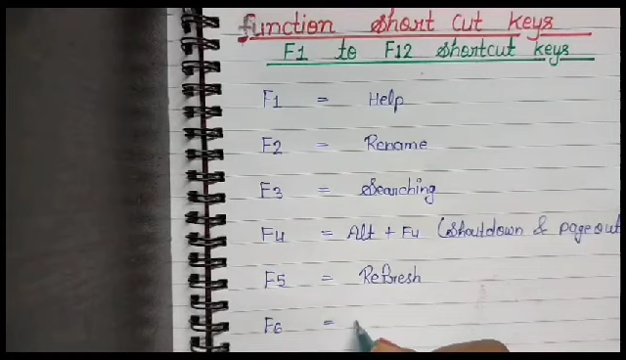 function short cut keys
F1 to F12 shortcut keys
F1 = Help
F2 = Rename
F3 = Searching
F4 = Alt + F4 (shoutdown & page out
F5 = Refresh
F6 =